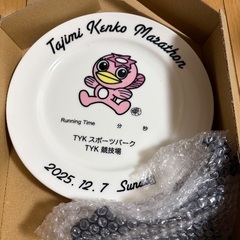 Tajimi Kenko Marathon
Running Time 分 秒
TYK スポーツパーク
TYK 競技場
2025.12.7